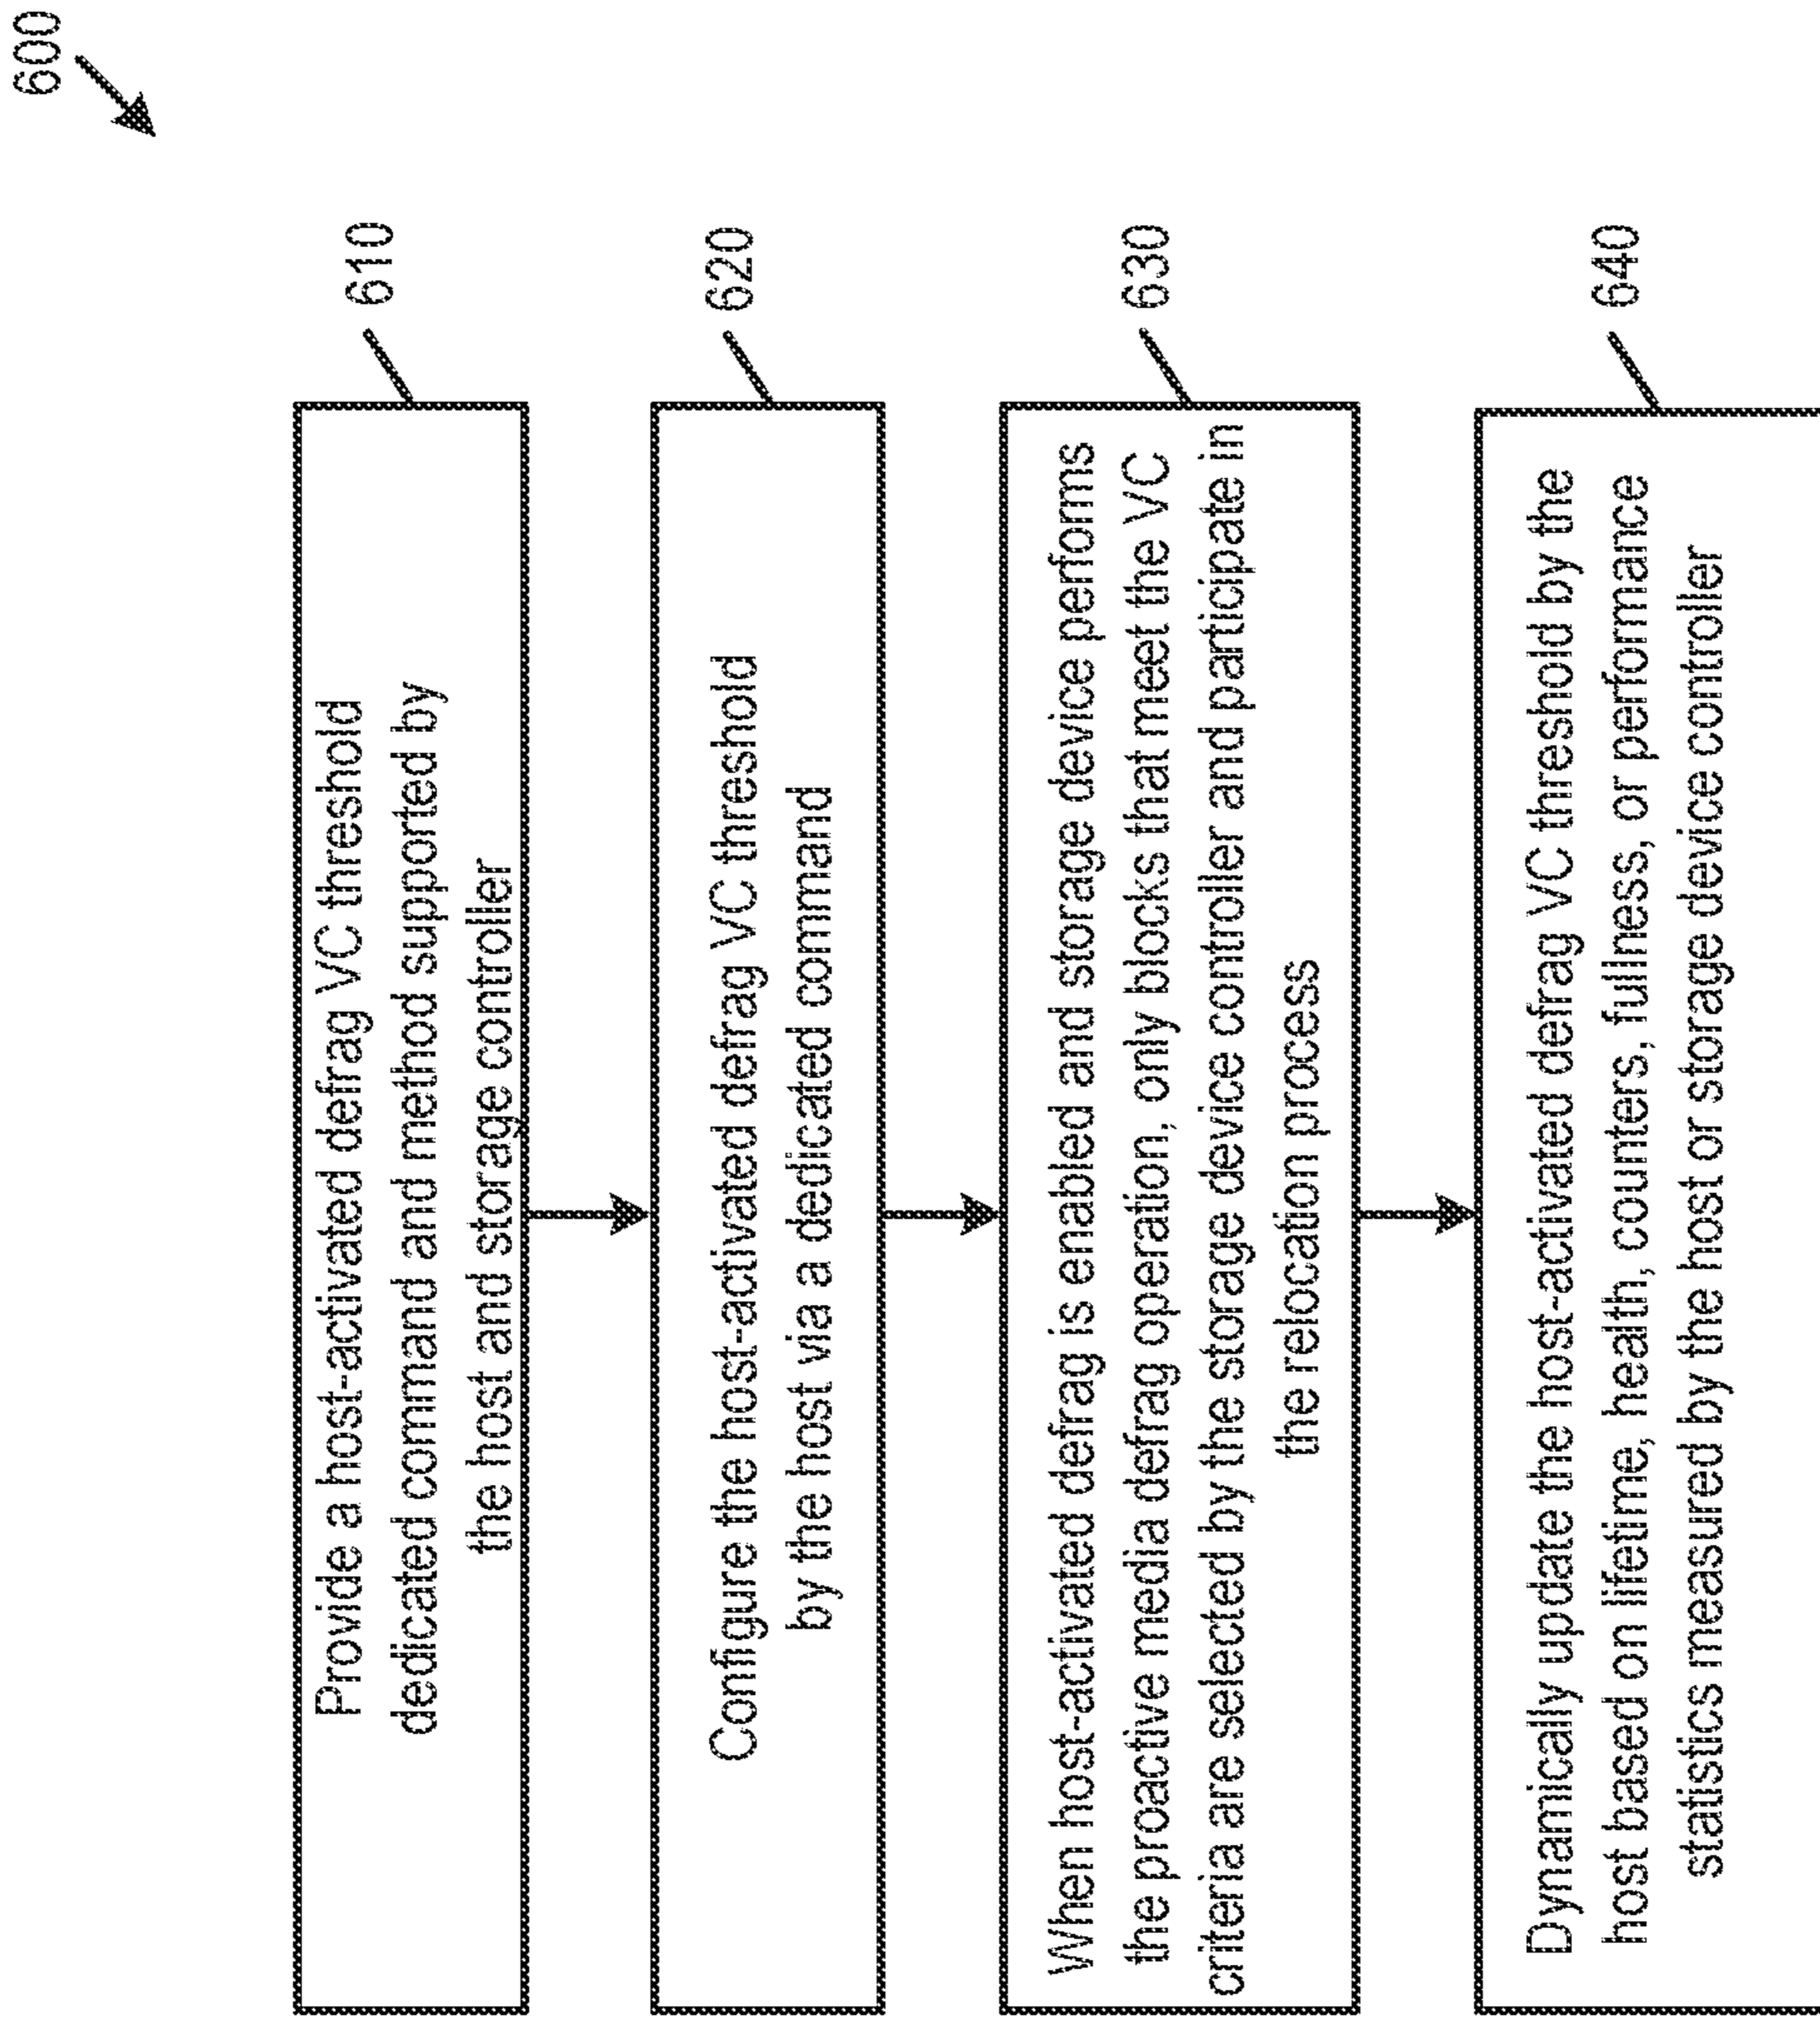 600
Provide a host-activated defrag VC threshold
dedicated command and method supported by
the host and storage controller
610
Configure the host-activated defrag VC threshold
by the host via a dedicated command
620
When host-activated defrag is enabled and storage device performs
the proactive media defrag operation, only blocks that meet the VC
criteria are selected by the storage device controller and participate in
the relocation process
630
Dynamically update the host-activated defrag VC threshold by the
host based on lifetime, health, counters, fullness, or performance
statistics measured by the host or storage device controller
640